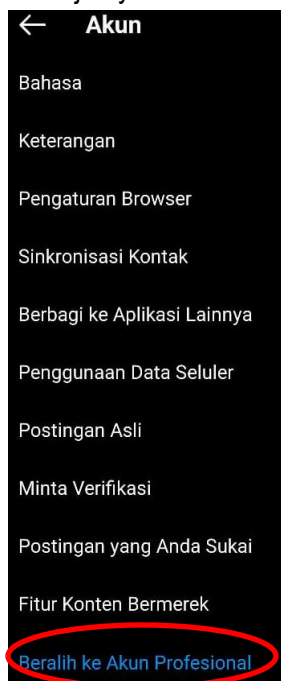 Akun
Bahasa
Keterangan
Pengaturan Browser
Sinkronisasi Kontak
Berbagi ke Aplikasi Lainnya
Penggunaan Data Seluler
Postingan Asli
Minta Verifikasi
Postingan yang Anda Sukai
Fitur Konten Bermerek
Beralih ke Akun Profesional